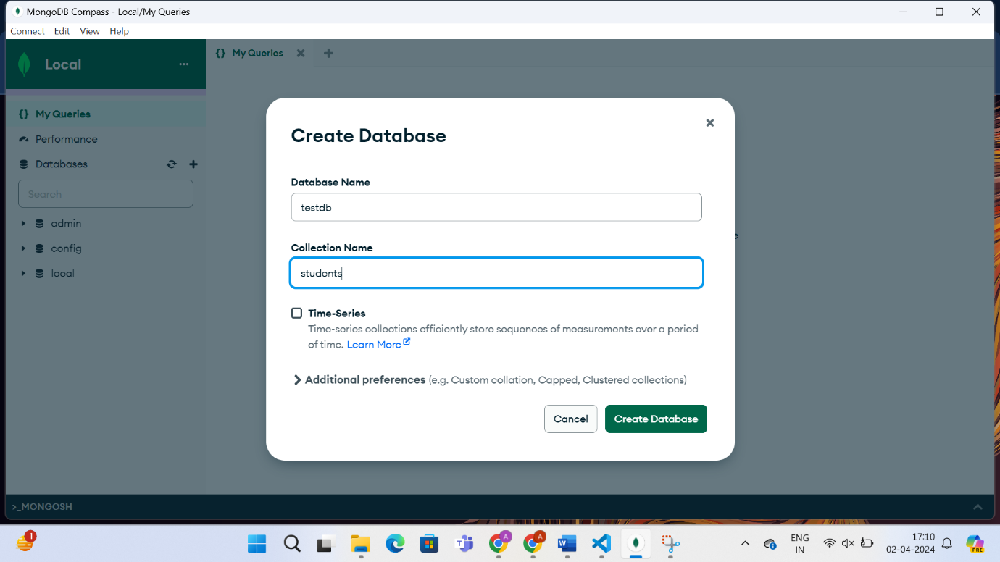 MongoDB Compass - Local/My Queries
Connect Edit View Help
Local
{} My Queries
{} My Queries
Performance
Databases
Search
admin
config
local
Create Database
Database Name
testdb
Collection Name
students
Time-Series
Time-series collections efficiently store sequences of measurements over a period
of time. Learn More
Additional preferences (e.g. Custom collation, Capped, Clustered collections)
Cancel Create Database
>_MONGOSH
1
A
A
ENG
IN
17:10
02-04-2024
PRE